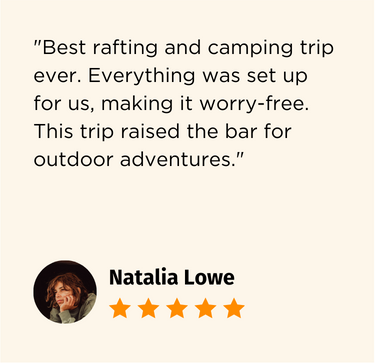 "Best rafting and camping trip
ever. Everything was set up
for us, making it worry-free.
This trip raised the bar for
outdoor adventures."
Natalia Lowe